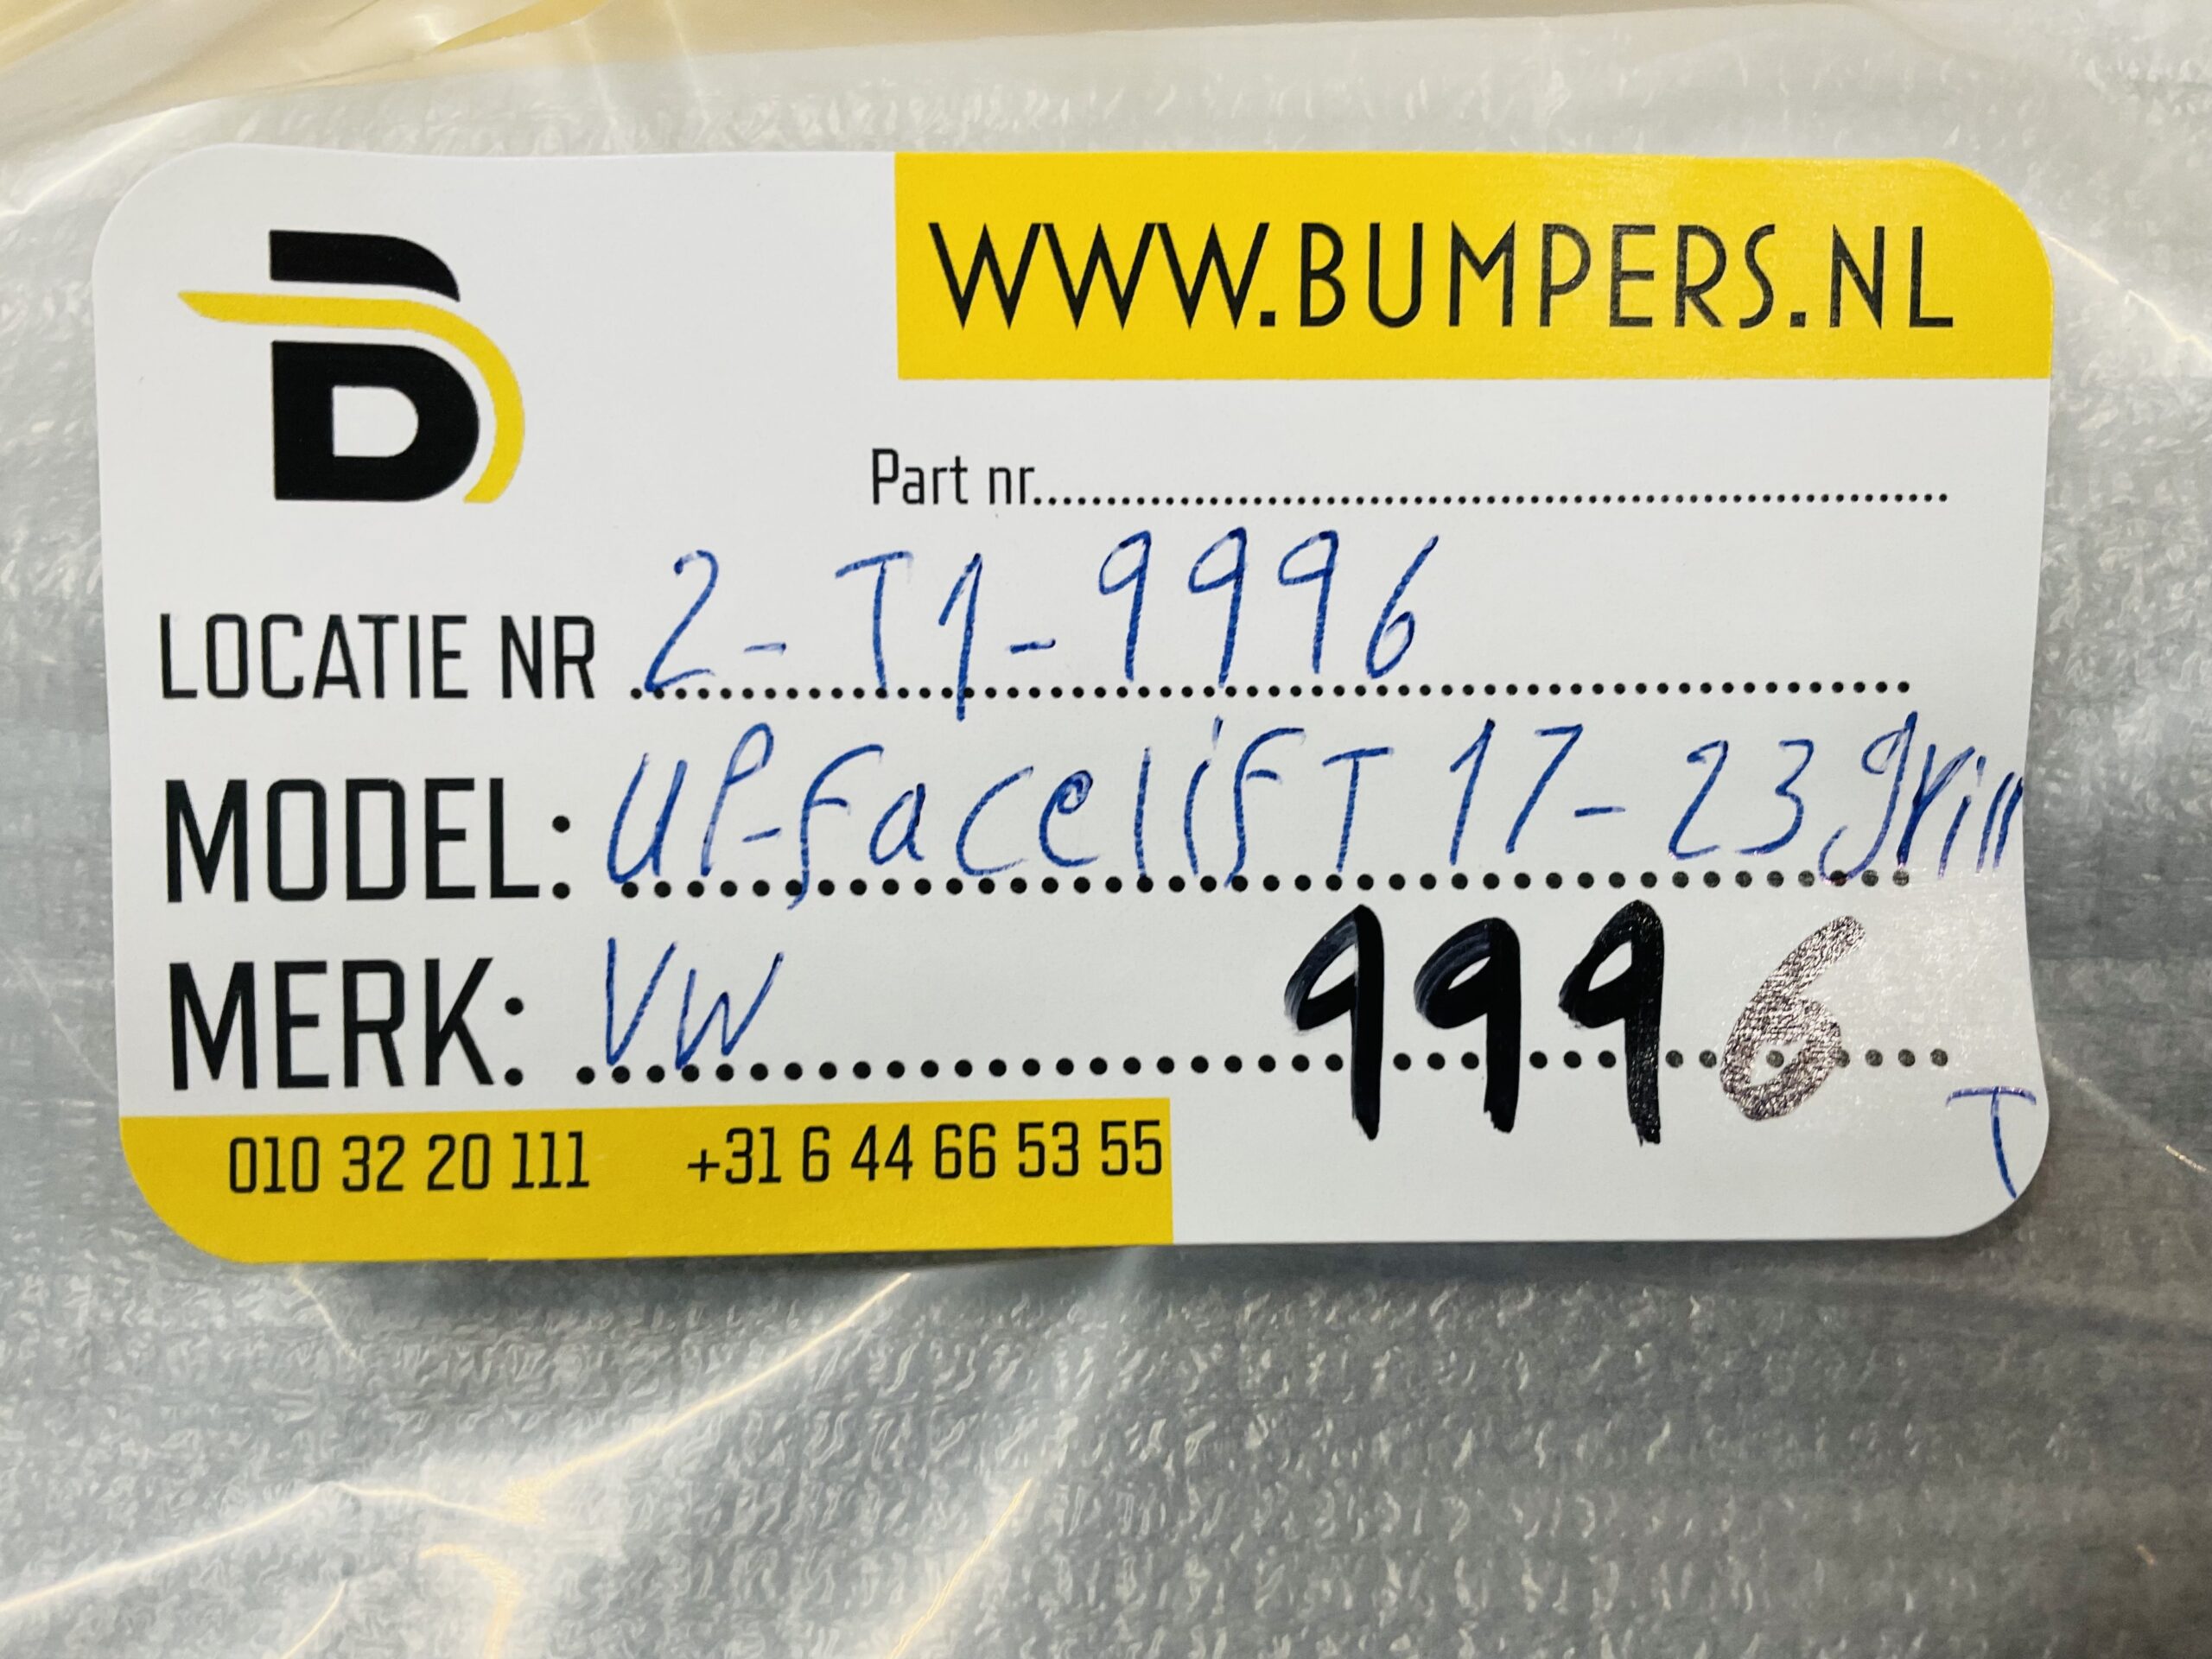 B
WWW.BUMPERS.NL
Part nr.............................................................
LOCATIE NR 2-T1-9996
MODEL: UP-facelifT 17-23 grill
MERK: VW 9996
T
010 32 20 111 +31 6 44 66 53 55